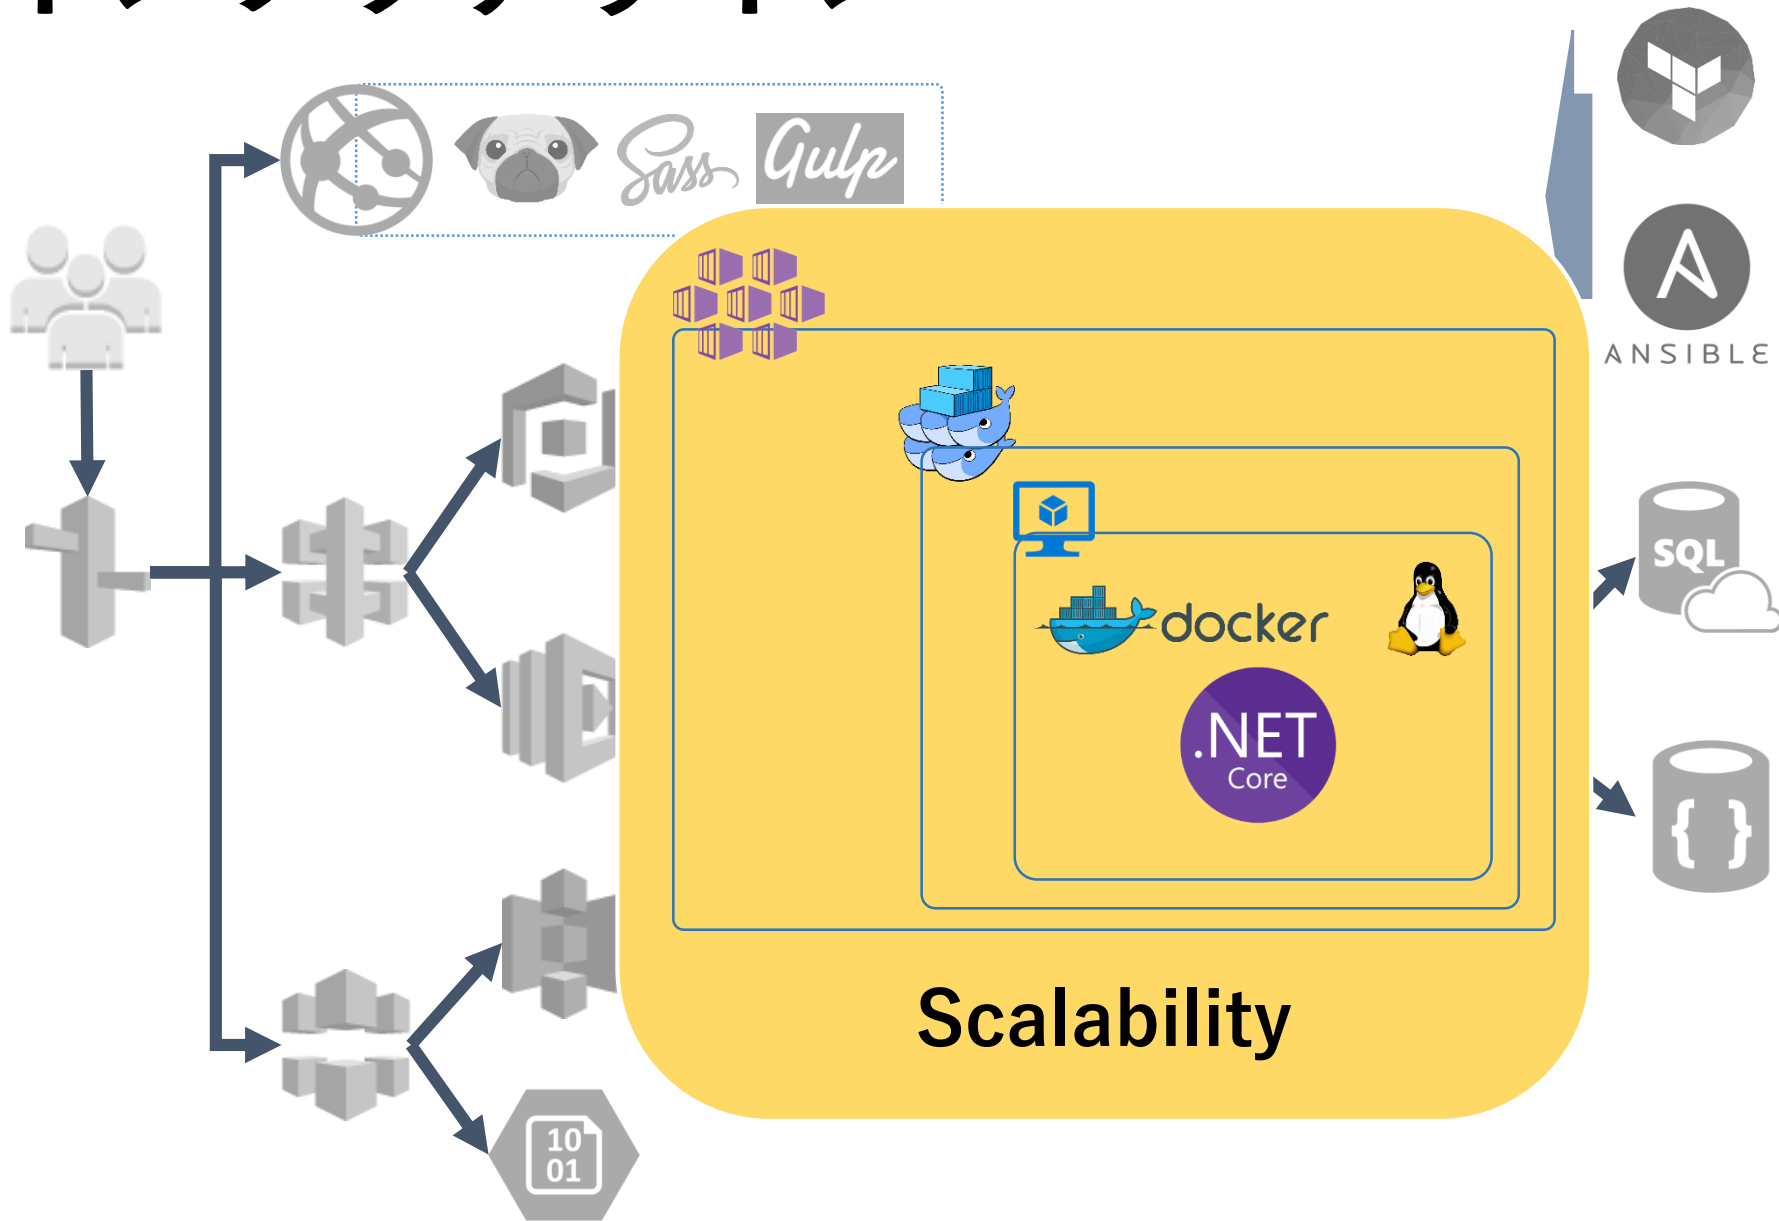 Sass
Gulp
ANSIBLE
SQL
docker
.NET
Core
{ }
Scalability
10
01